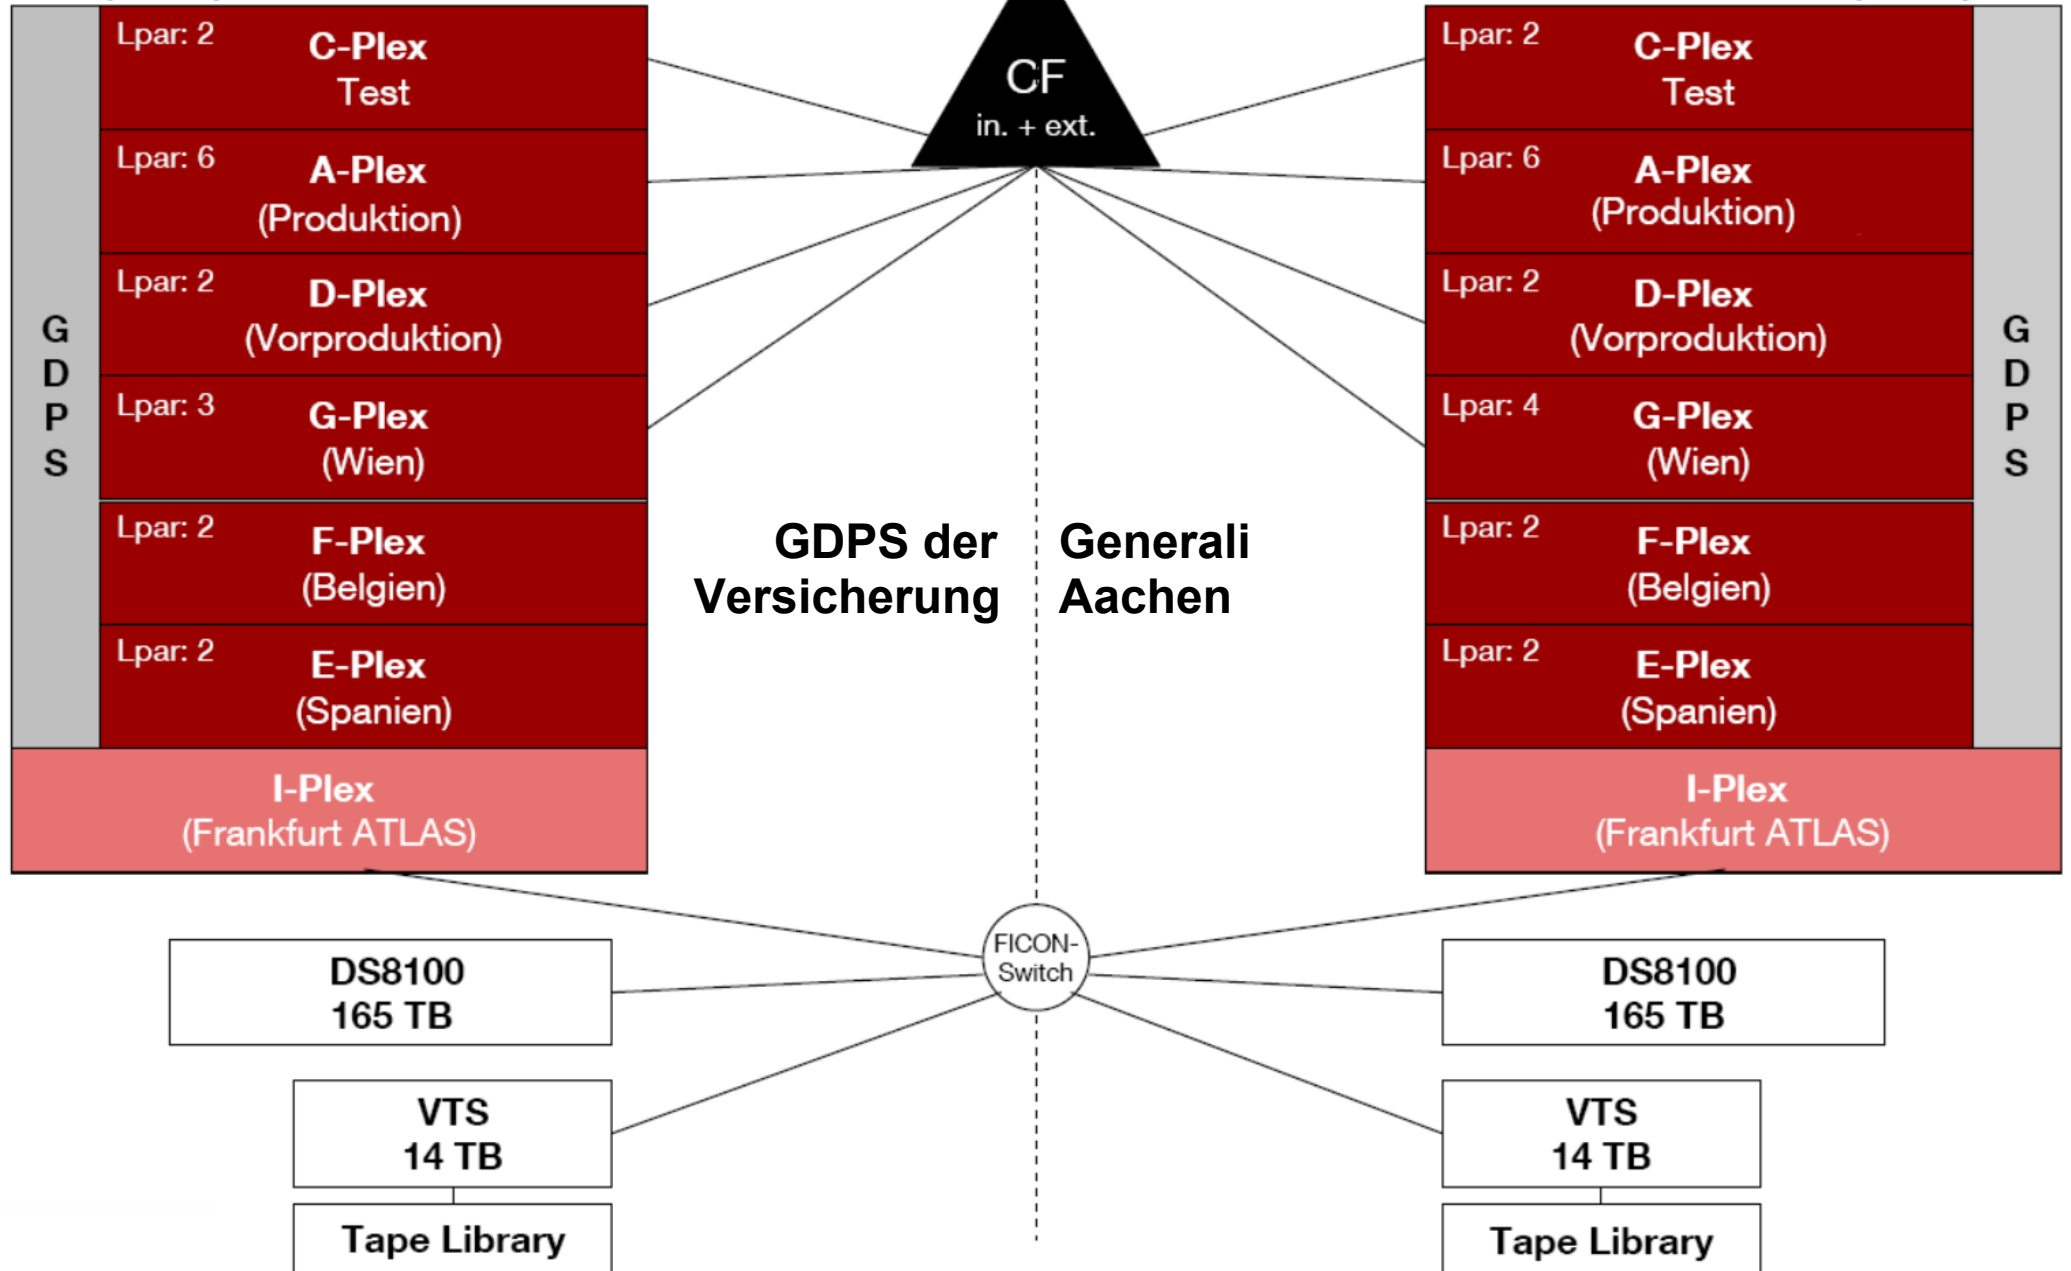 Lpar: 2
C-Plex
Test
Lpar: 6
A-Plex
(Produktion)
Lpar: 2
D-Plex
(Vorproduktion)
Lpar: 3
G-Plex
(Wien)
Lpar: 2
F-Plex
(Belgien)
Lpar: 2
E-Plex
(Spanien)
G
D
P
S
I-Plex
(Frankfurt ATLAS)
CF
in. + ext.
GDPS der Generali
Versicherung Aachen
Lpar: 2
C-Plex
Test
Lpar: 6
A-Plex
(Produktion)
Lpar: 2
D-Plex
(Vorproduktion)
Lpar: 4
G-Plex
(Wien)
Lpar: 2
F-Plex
(Belgien)
Lpar: 2
E-Plex
(Spanien)
G
D
P
S
I-Plex
(Frankfurt ATLAS)
FICON-
Switch
DS8100
165 TB
DS8100
165 TB
VTS
14 TB
VTS
14 TB
Tape Library
Tape Library